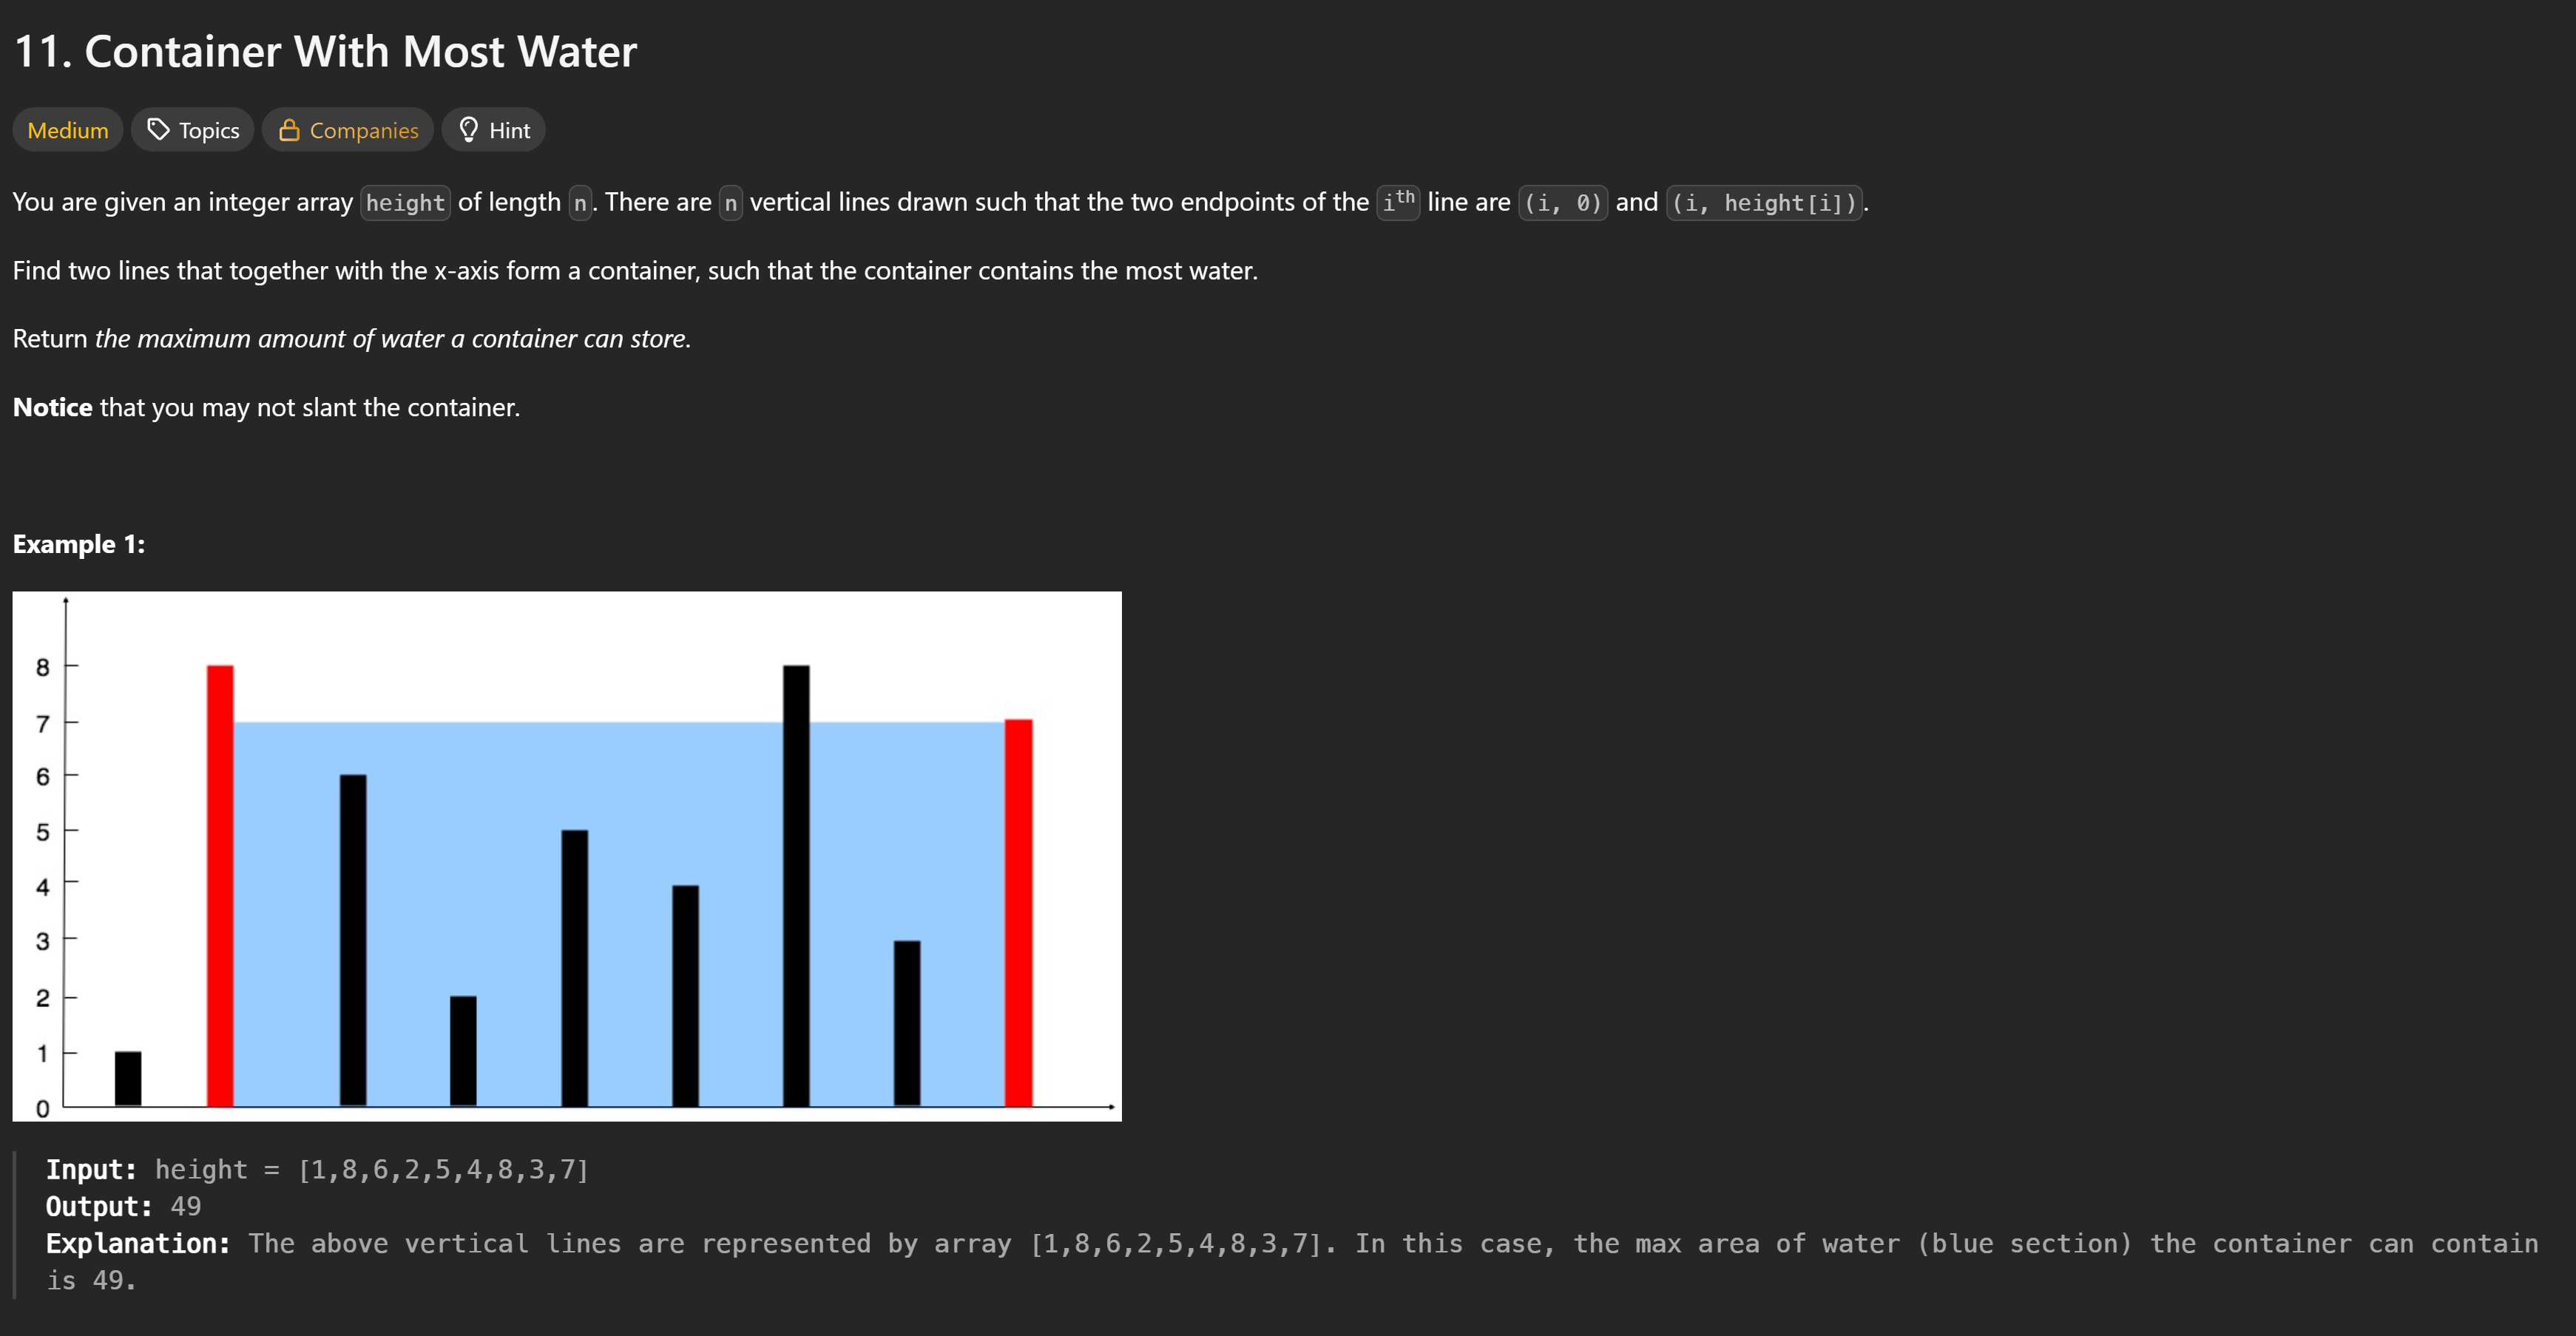 11. Container With Most Water
Medium Topics Companies Hint
You are given an integer array height of length n. There are n vertical lines drawn such that the two endpoints of the ith line are (i, 0) and (i, height[i]).
Find two lines that together with the x-axis form a container, such that the container contains the most water.
Return the maximum amount of water a container can store.
Notice that you may not slant the container.
Example 1:
8
7
6
5
4
3
2
1
0
Input: height = [1,8,6,2,5,4,8,3,7]
Output: 49
Explanation: The above vertical lines are represented by array [1,8,6,2,5,4,8,3,7]. In this case, the max area of water (blue section) the container can contain
is 49.